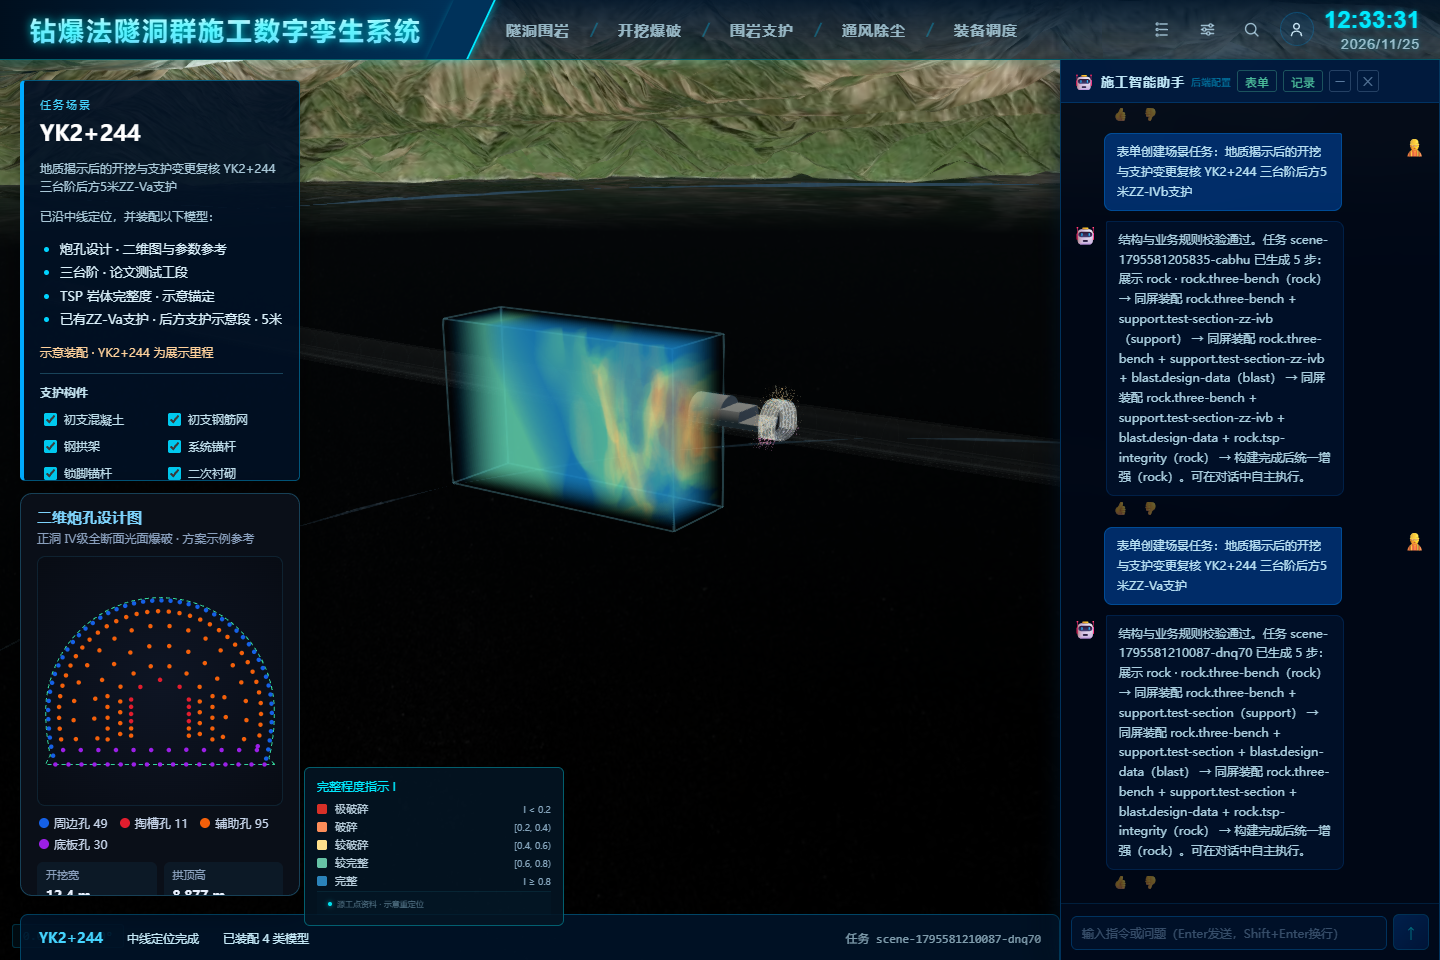 钻爆法隧洞群施工数字孪生系统
隧洞围岩 / 开挖爆破 / 围岩支护 / 通风除尘 / 装备调度
12:33:31
2026/11/25
任务场景
YK2+244
地质揭示后的开挖与支护变更复核 YK2+244
三台阶后方5米ZZ-Va支护
已沿中线定位，并装配以下模型：
炮孔设计 · 二维图与参数参考
三台阶 · 论文测试工段
TSP 岩体完整度 · 示意锚定
已有ZZ-Va支护 · 后方支护示意段 · 5米
示意装配 · YK2+244 为展示里程
支护构件
初支混凝土 初支钢筋网
钢拱架 系统锚杆
锁脚锚杆 二次衬砌
二维炮孔设计图
正洞 IV级全断面光面爆破 · 方案示例参考
周边孔 49 掏槽孔 11 辅助孔 95
底板孔 30
开挖宽 拱顶高
12.4 m 8.877 m
完整程度指示 I
极破碎 I < 0.2
破碎 [0.2, 0.4)
较破碎 [0.4, 0.6)
较完整 [0.6, 0.8)
完整 I ≥ 0.8
源工点资料 · 示意重定位
YK2+244 中线定位完成 已装配 4 类模型 任务 scene-1795581210087-dnq70
施工智能助手 后端配置 表单 记录
表单创建场景任务：地质揭示后的开挖
与支护变更复核 YK2+244 三台阶后方5
米ZZ-IVb支护
结构与业务规则校验通过。任务 scene-
1795581205835-cabhu 已生成 5 步：
展示 rock · rock.three-bench（rock）
→ 同屏装配 rock.three-bench +
support.test-section-zz-ivb
（support） → 同屏装配 rock.three-
bench + support.test-section-zz-ivb
+ blast.design-data（blast） → 同屏
装配 rock.three-bench +
support.test-section-zz-ivb +
blast.design-data + rock.tsp-
integrity（rock） → 构建完成后统一增
强（rock）。可在对话中自主执行。
表单创建场景任务：地质揭示后的开挖
与支护变更复核 YK2+244 三台阶后方5
米ZZ-Va支护
结构与业务规则校验通过。任务 scene-
1795581210087-dnq70 已生成 5 步：
展示 rock · rock.three-bench（rock）
→ 同屏装配 rock.three-bench +
support.test-section（support） →
同屏装配 rock.three-bench +
support.test-section + blast.design-
data（blast） → 同屏装配 rock.three-
bench + support.test-section +
blast.design-data + rock.tsp-
integrity（rock） → 构建完成后统一增
强（rock）。可在对话中自主执行。
输入指令或问题（Enter发送，Shift+Enter换行）